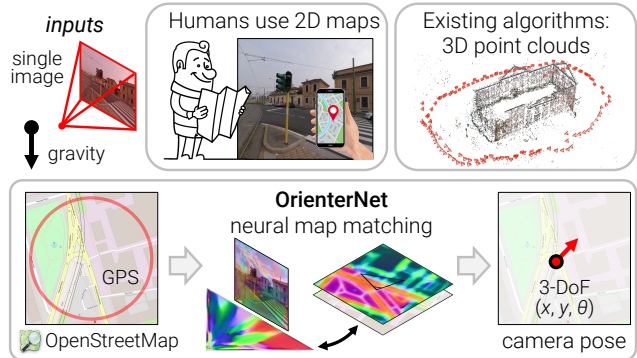 inputs
single
image
gravity
Humans use 2D maps
Existing algorithms:
3D point clouds
OrienterNet
neural map matching
GPS
OpenStreetMap
3-DoF
(x, y, θ)
camera pose